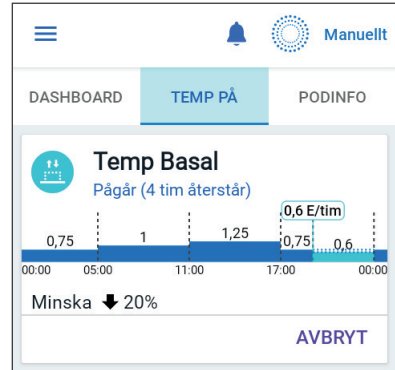 Manuellt
DASHBOARD TEMP PÅ PODINFO
Temp Basal
Pågår (4 tim återstår)
0,6 E/tim
0,75 1 1,25 0,75 0,6
00:00 05:00 11:00 17:00 00:00
Minska 20%
AVBRYT